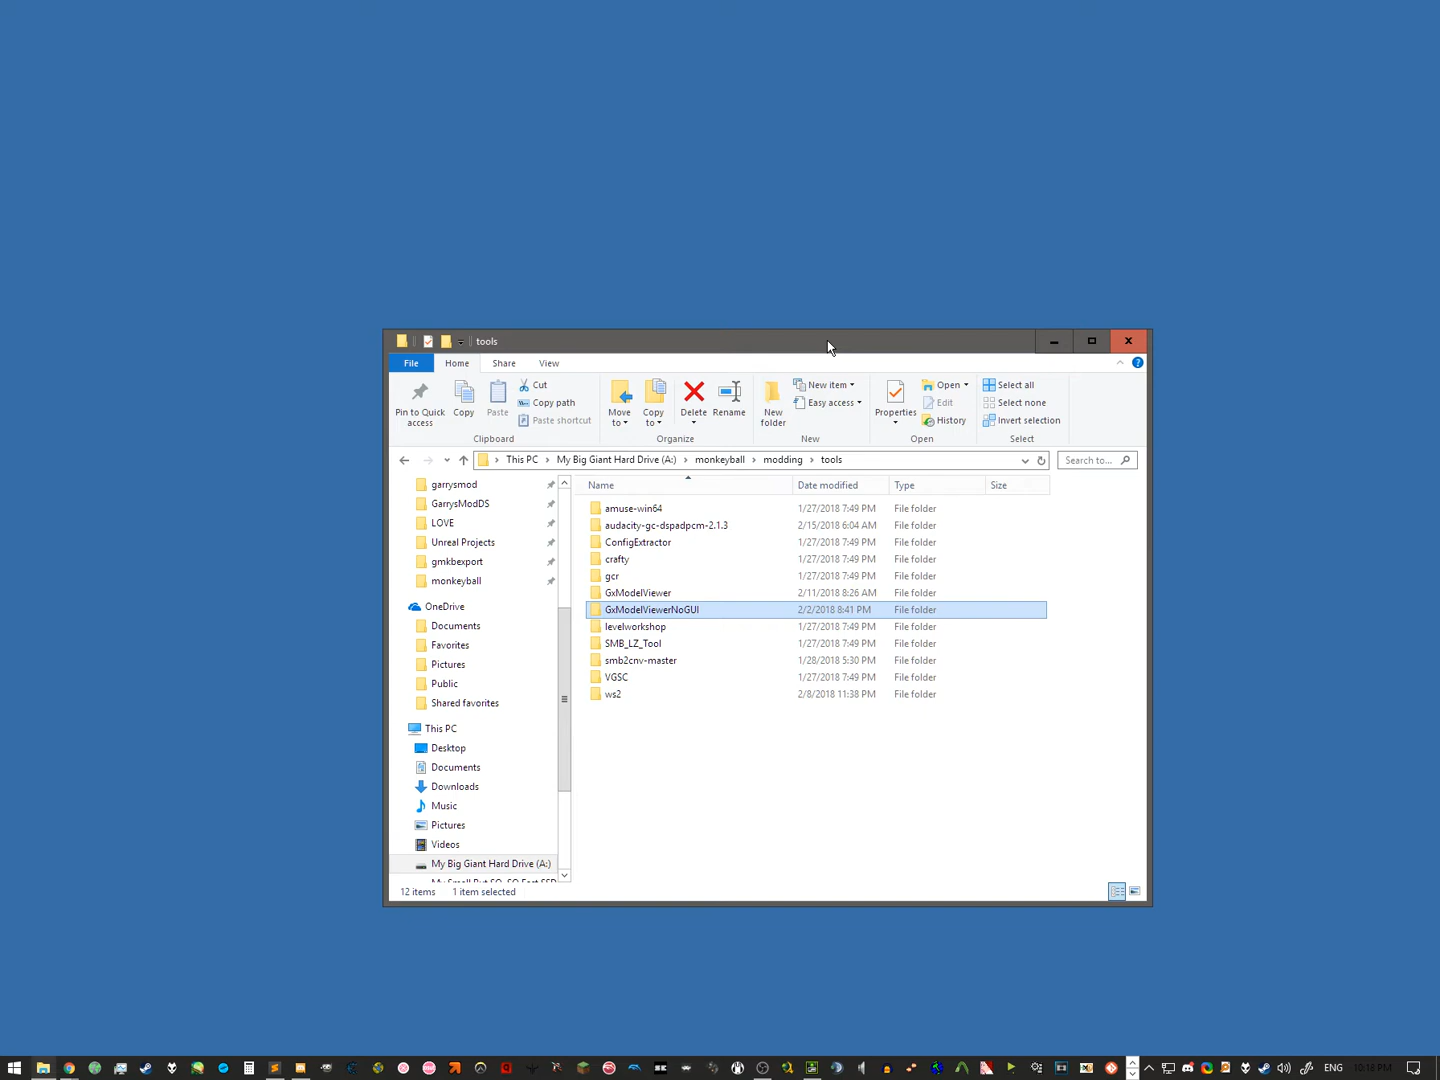 tools
File Home Share View
Pin to Quick access
Copy
Paste
Cut
Copy path
Paste shortcut
Clipboard
Move to
Copy to
Delete
Rename
Organize
New folder
New item
Easy access
New
Properties
Open
Edit
History
Open
Select all
Select none
Invert selection
Select
This PC > My Big Giant Hard Drive (A:) > monkeyball > modding > tools
Search to...
garrysmod
GarrysModDS
LOVE
Unreal Projects
gmkbexport
monkeyball
OneDrive
Documents
Favorites
Pictures
Public
Shared favorites
This PC
Desktop
Documents
Downloads
Music
Pictures
Videos
My Big Giant Hard Drive (A:)
Name Date modified Type Size
amuse-win64 1/27/2018 7:49 PM File folder
audacity-gc-dspadpcm-2.1.3 2/15/2018 6:04 AM File folder
ConfigExtractor 1/27/2018 7:49 PM File folder
crafty 1/27/2018 7:49 PM File folder
gcr 1/27/2018 7:49 PM File folder
GxModelViewer 2/11/2018 8:26 AM File folder
GxModelViewerNoGUI 2/2/2018 8:41 PM File folder
levelworkshop 1/27/2018 7:49 PM File folder
SMB_LZ_Tool 1/27/2018 7:49 PM File folder
smb2cnv-master 1/28/2018 5:30 PM File folder
VGSC 1/27/2018 7:49 PM File folder
ws2 2/8/2018 11:38 PM File folder
12 items 1 item selected
ENG 10:18 PM